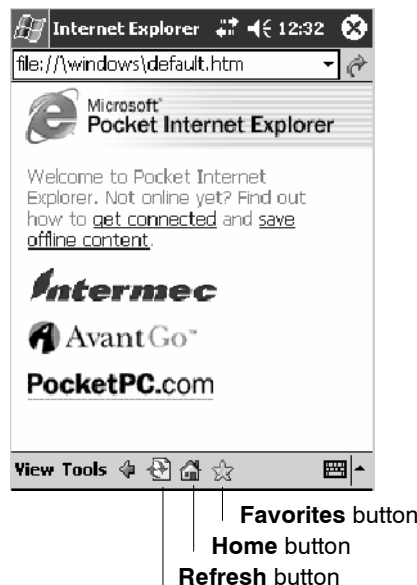 Internet Explorer 12:32
file://\windows\default.htm
Microsoft®
Pocket Internet Explorer
Welcome to Pocket Internet
Explorer. Not online yet? Find out
how to get connected and save
offline content.
Intermec
AvantGo™
PocketPC.com
View Tools
Favorites button
Home button
Refresh button